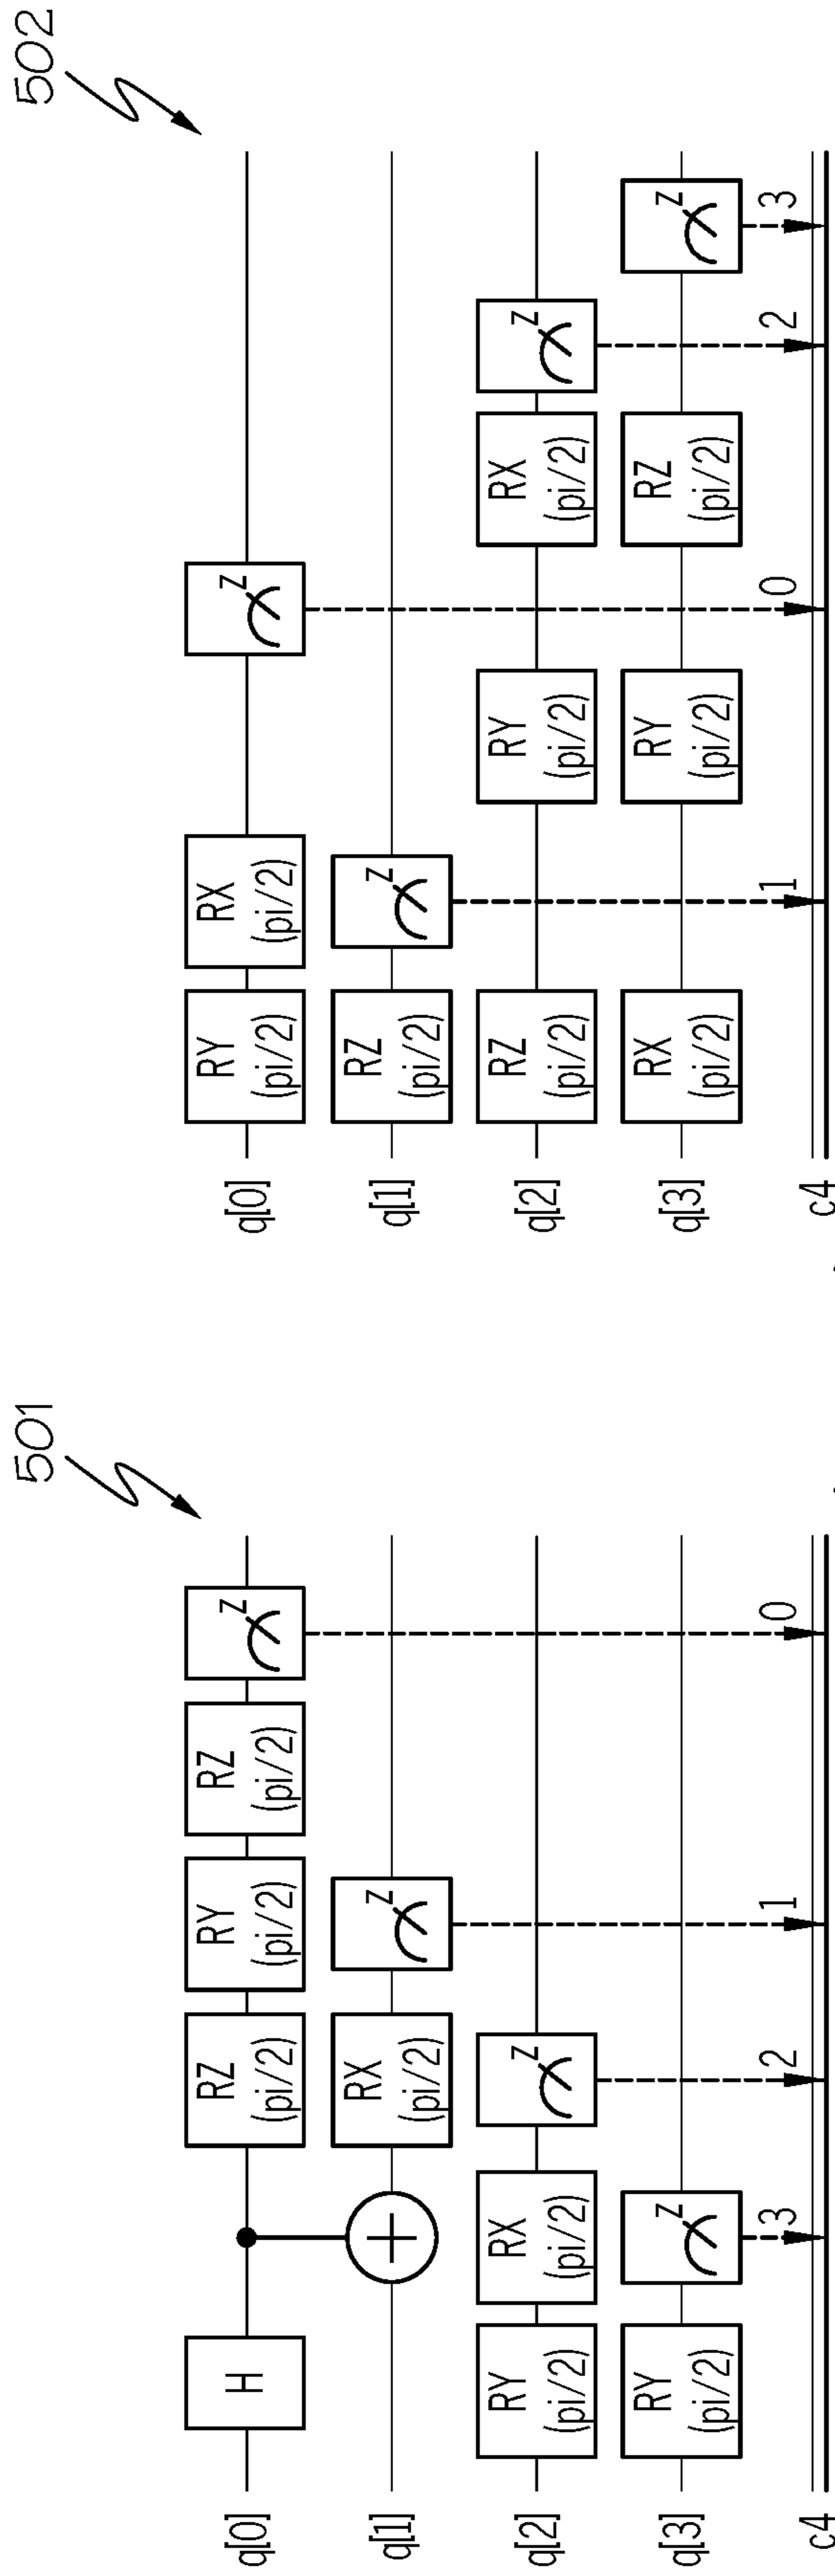 501
RZ RY RZ Z
q[0] H
(pi/2) (pi/2) (pi/2)
RX Z
q[1]
(pi/2)
RY RX Z
q[2]
(pi/2) (pi/2)
RY Z
q[3]
(pi/2)
3 2 1 0
c4
502
RY RX Z
q[0]
(pi/2) (pi/2)
RZ Z
q[1]
(pi/2)
RZ RY RX Z
q[2]
(pi/2) (pi/2) (pi/2)
RX RY RZ Z
q[3]
(pi/2) (pi/2) (pi/2)
1 0 2 3
c4